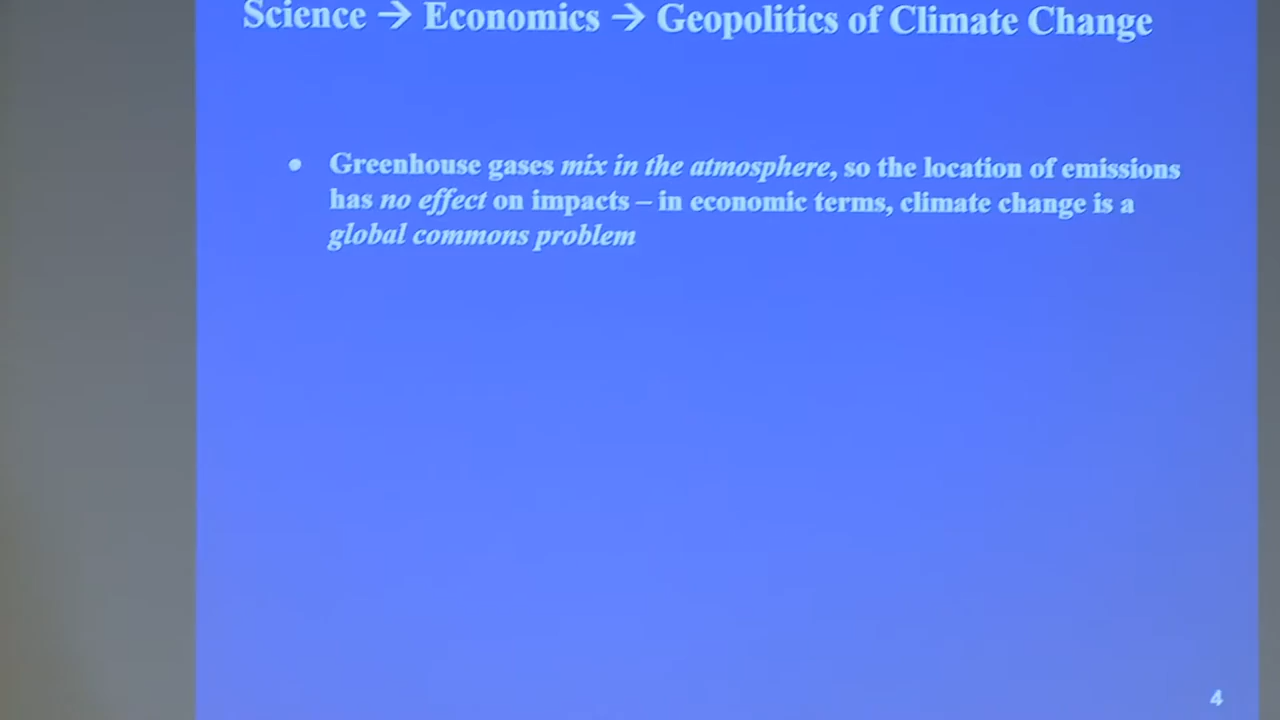 Science → Economics → Geopolitics of Climate Change
• Greenhouse gases mix in the atmosphere, so the location of emissions
has no effect on impacts – in economic terms, climate change is a
global commons problem
4